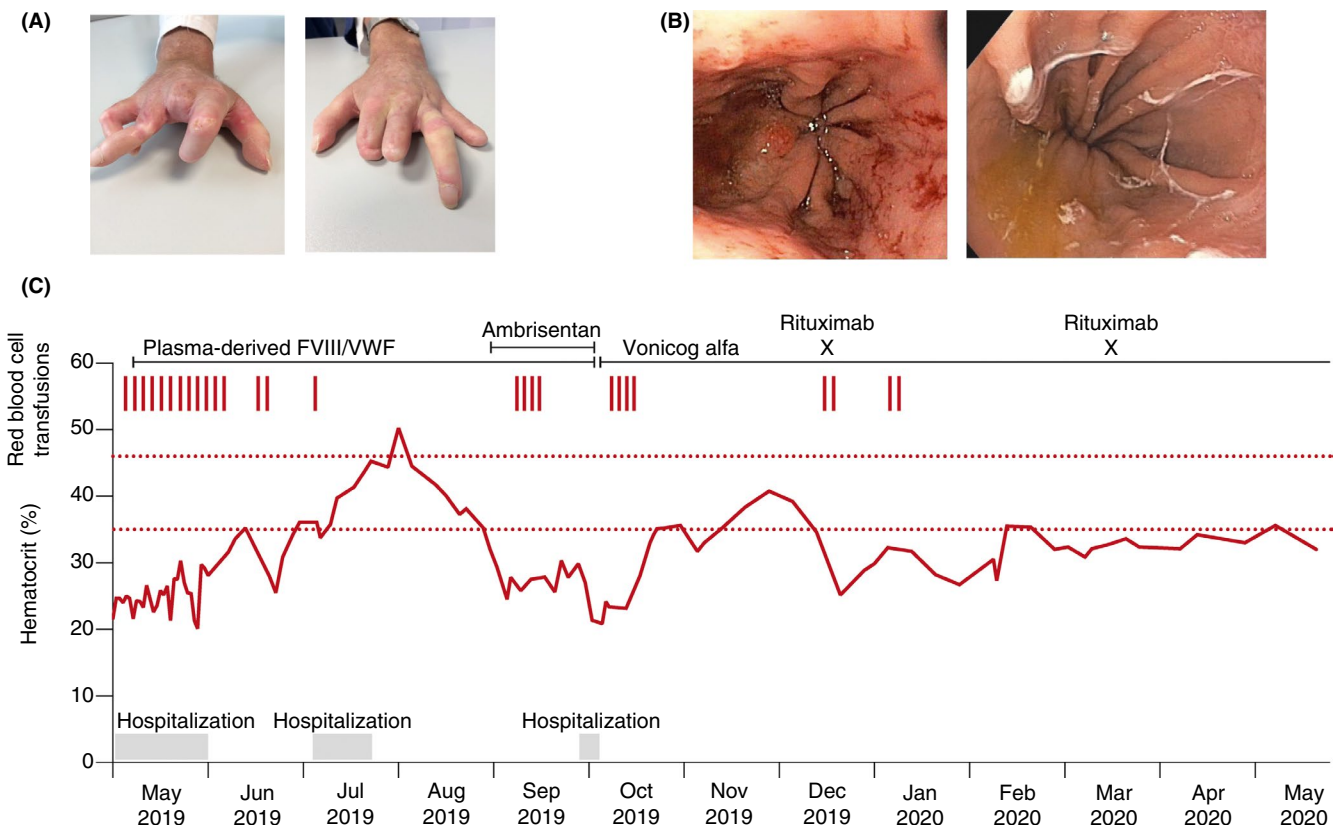 (A)
(B)
(C)
Ambrisentan
Rituximab
Rituximab
Plasma-derived FVIII/VWF
Vonicog alfa
X
X
Red blood cell
transfusions
Hematocrit (%)
60
50
40
30
20
10
0
Hospitalization
Hospitalization
Hospitalization
May
2019
Jun
2019
Jul
2019
Aug
2019
Sep
2019
Oct
2019
Nov
2019
Dec
2019
Jan
2020
Feb
2020
Mar
2020
Apr
2020
May
2020